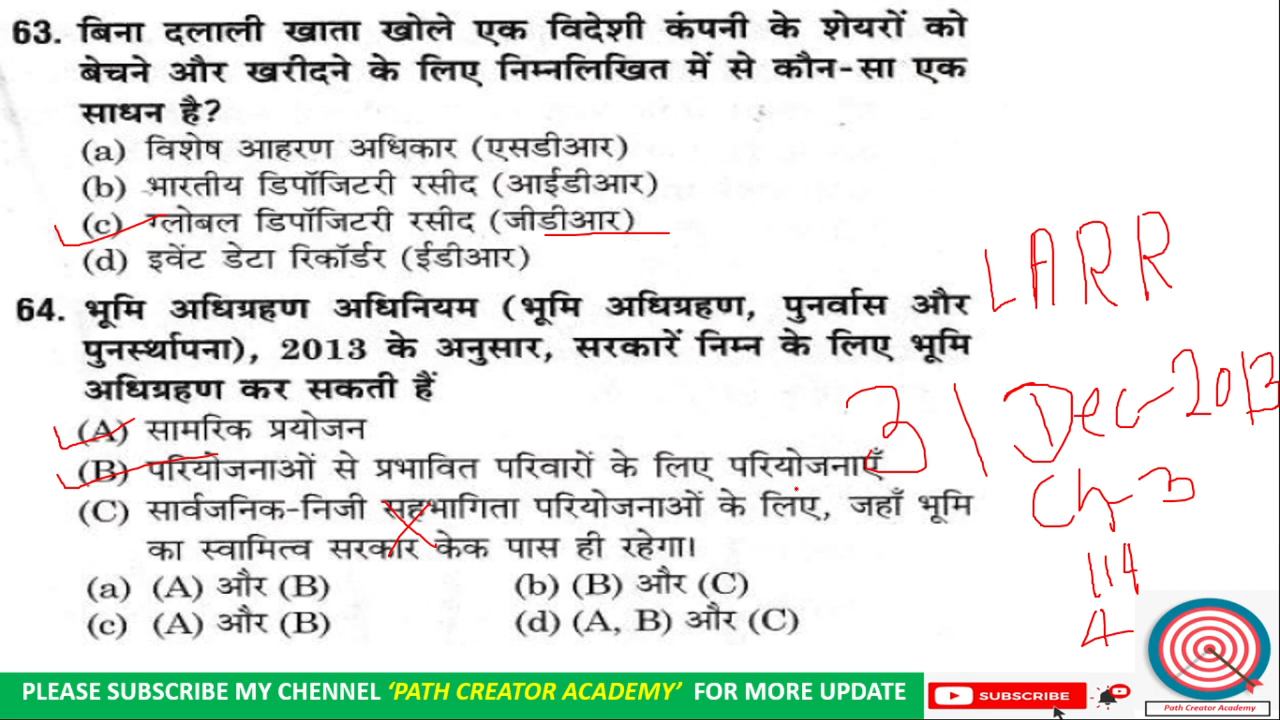 63. बिना दलाली खाता खोले एक विदेशी कंपनी के शेयरों को
बेचने और खरीदने के लिए निम्नलिखित में से कौन-सा एक
साधन है?
(a) विशेष आहरण अधिकार (एसडीआर)
(b) भारतीय डिपॉजिटरी रसीद (आईडीआर)
(c) ग्लोबल डिपॉजिटरी रसीद (जीडीआर)
(d) इवेंट डेटा रिकॉर्डर (ईडीआर)
64. भूमि अधिग्रहण अधिनियम (भूमि अधिग्रहण, पुनर्वास और
पुनर्स्थापना), 2013 के अनुसार, सरकारें निम्न के लिए भूमि
अधिग्रहण कर सकती हैं
(A) सामरिक प्रयोजन
(B) परियोजनाओं से प्रभावित परिवारों के लिए परियोजनाएँ
(C) सार्वजनिक-निजी सहभागिता परियोजनाओं के लिए, जहाँ भूमि
का स्वामित्व सरकार केक पास ही रहेगा।
(a) (A) और (B) (b) (B) और (C)
(c) (A) और (B) (d) (A, B) और (C)
LARR
31 Dec-2013
Ch-3
114
4
PLEASE SUBSCRIBE MY CHENNEL 'PATH CREATOR ACADEMY' FOR MORE UPDATE
SUBSCRIBE
Path Creator Academy